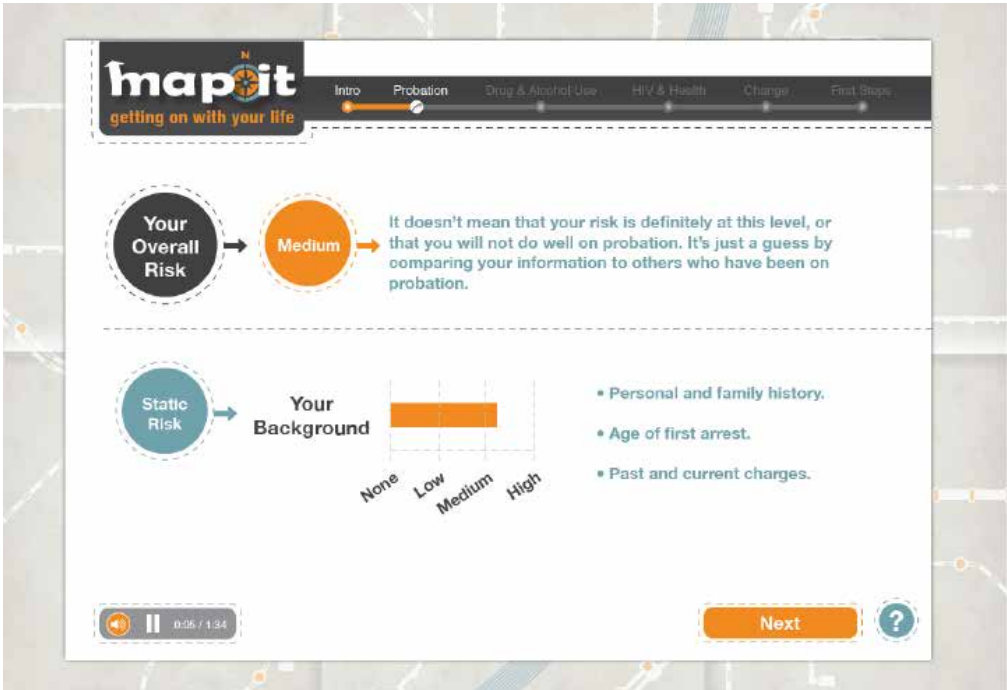 N
mapit
getting on with your life
Intro Probation Drug & Alcohol Use HIV & Health Change First Steps
Your
Overall
Risk
Medium
It doesn't mean that your risk is definitely at this level, or
that you will not do well on probation. It's just a guess by
comparing your information to others who have been on
probation.
Static
Risk
Your
Background
None Low Medium High
• Personal and family history.
• Age of first arrest.
• Past and current charges.
0:05 / 1:34
Next
?